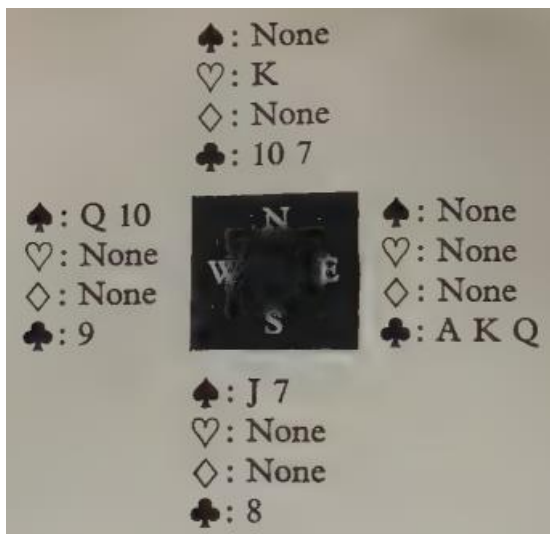 ♠: None
♡: K
♢: None
♣: 10 7
♠: Q 10
♡: None
♢: None
♣: 9
N
W E
S
♠: None
♡: None
♢: None
♣: A K Q
♠: J 7
♡: None
♢: None
♣: 8